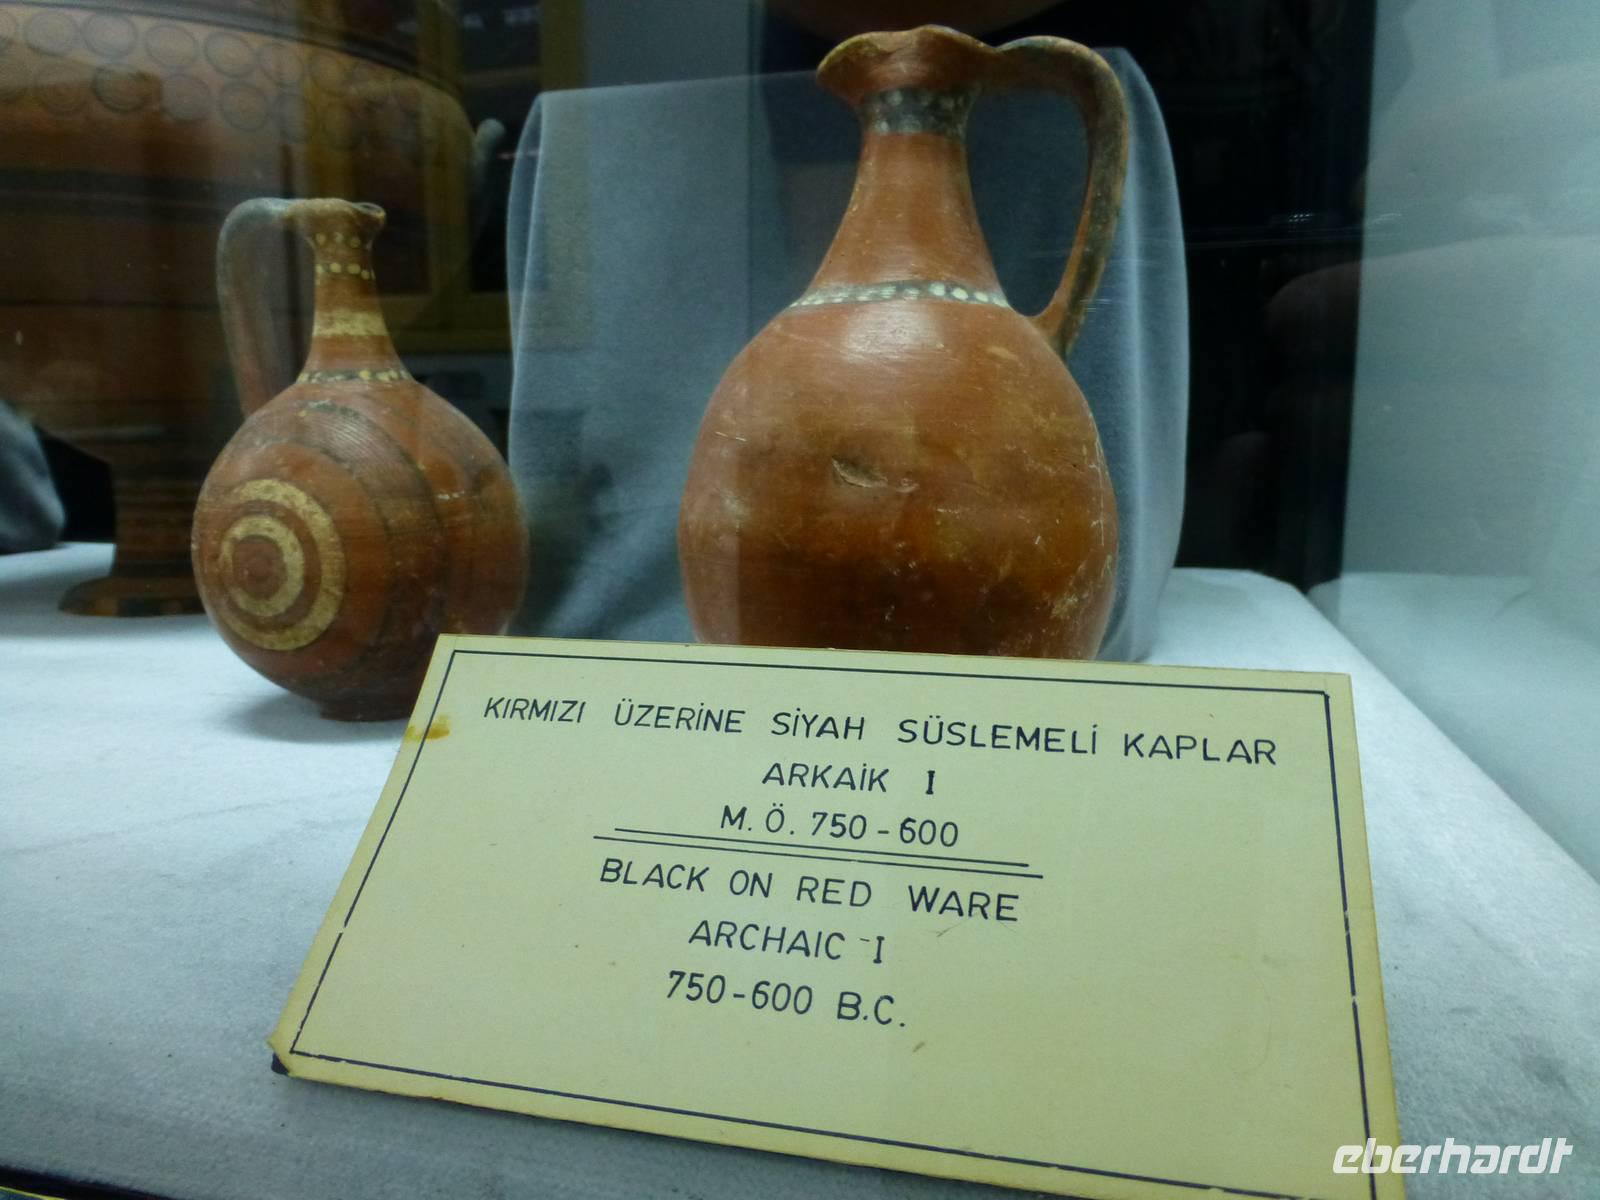 KIRMIZI ÜZERİNE SİYAH SÜSLEMELİ KAPLAR
ARKAİK I
M.Ö. 750-600
BLACK ON RED WARE
ARCHAIC-I
750-600 B.C.
eberhardt